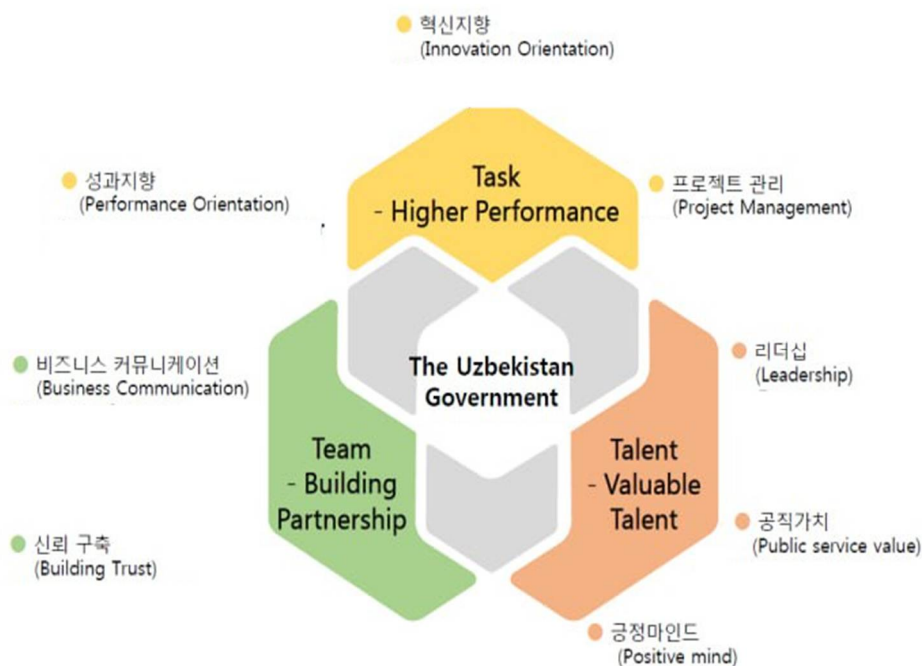 혁신지향
(Innovation Orientation)
성과지향
(Performance Orientation)
Task
- Higher Performance
프로젝트 관리
(Project Management)
비즈니스 커뮤니케이션
(Business Communication)
The Uzbekistan
Government
리더십
(Leadership)
Team
- Building
Partnership
Talent
- Valuable
Talent
신뢰 구축
(Building Trust)
공직가치
(Public service value)
긍정마인드
(Positive mind)